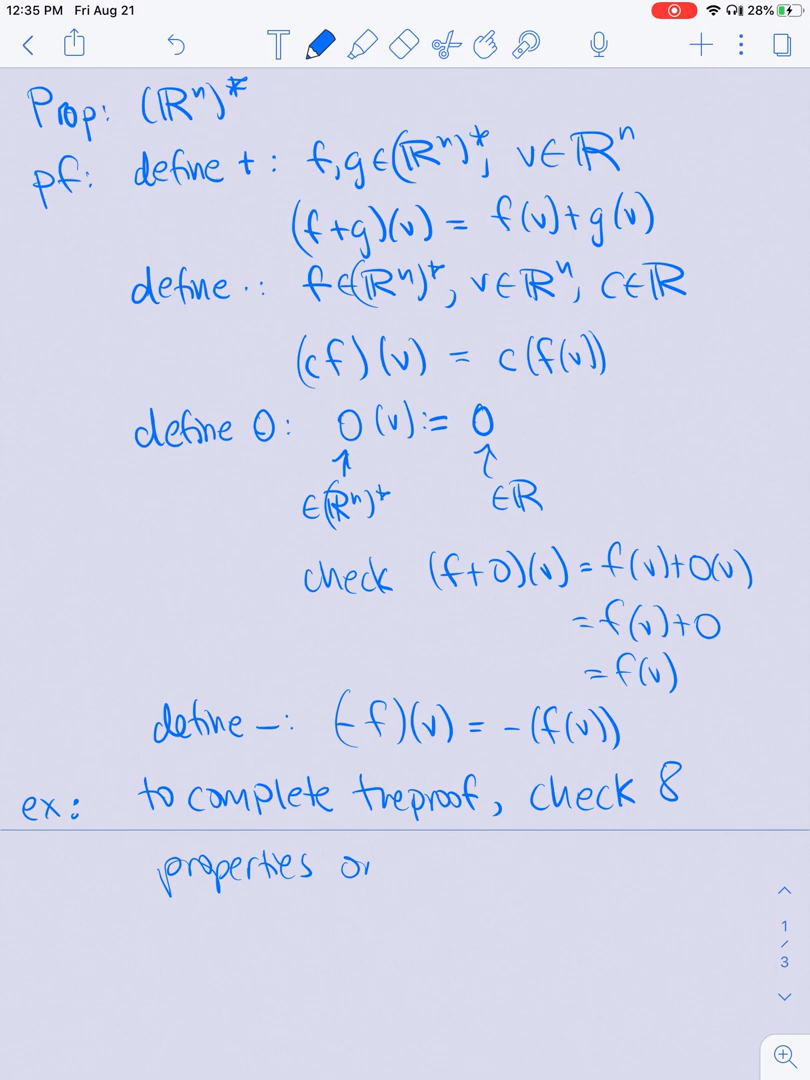 12:35 PM Fri Aug 21 28%
T
Prop: (ℝⁿ)*
pf: define +: f,g∈(ℝⁿ)*, v∈ℝⁿ
(f+g)(v) = f(v)+g(v)
define ·: f∈(ℝⁿ)*, v∈ℝⁿ, c∈ℝ
(cf)(v) = c(f(v))
define 0: 0(v):= 0
↑ ↑
∈(ℝⁿ)* ∈ℝ
check (f+0)(v) = f(v)+0(v)
= f(v)+0
= f(v)
define -: (-f)(v) = -(f(v))
ex: to complete the proof, check 8
properties or
1
/
3